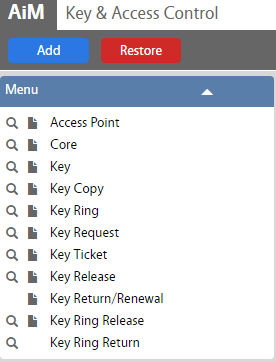 AiM Key & Access Control
Add Restore
Menu
Access Point
Core
Key
Key Copy
Key Ring
Key Request
Key Ticket
Key Release
Key Return/Renewal
Key Ring Release
Key Ring Return